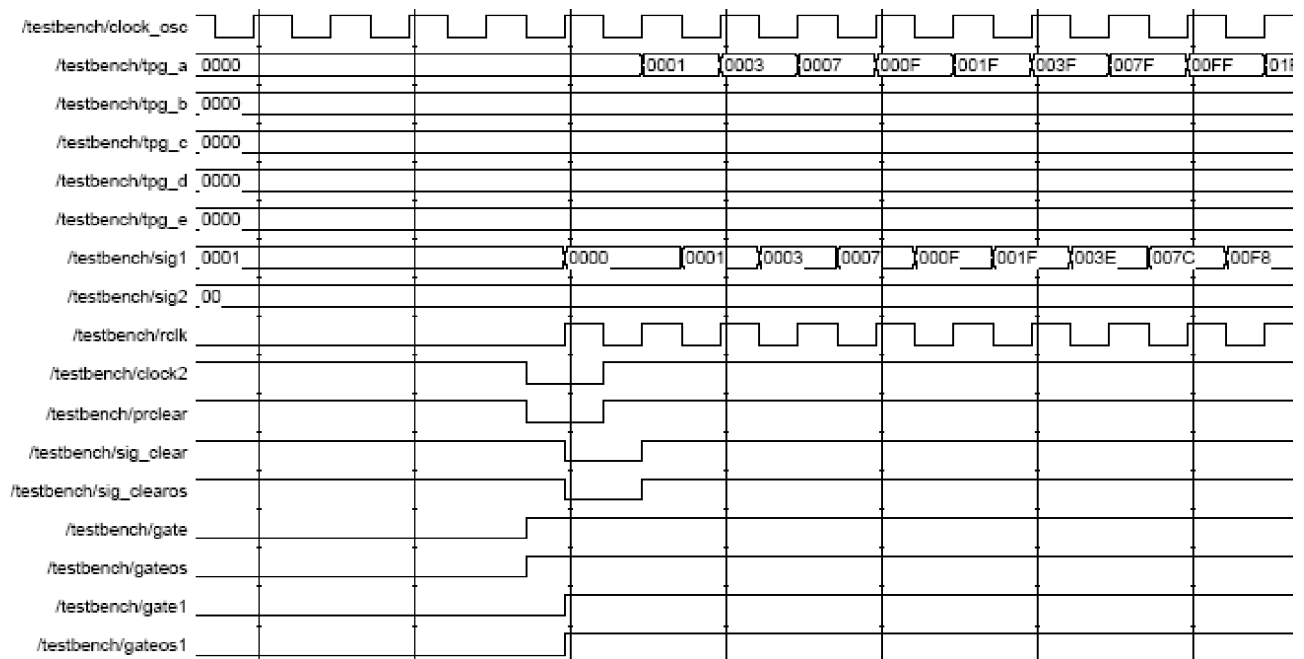 /testbench/clock_osc
/testbench/tpg_a 0000 0001 0003 0007 000F 001F 003F 007F 00FF
/testbench/tpg_b 0000
/testbench/tpg_c 0000
/testbench/tpg_d 0000
/testbench/tpg_e 0000
/testbench/sig1 0001 0000 0001 0003 0007 000F 001F 003E 007C 00F8
/testbench/sig2 00
/testbench/rclk
/testbench/clock2
/testbench/prclear
/testbench/sig_clear
/testbench/sig_clearos
/testbench/gate
/testbench/gateos
/testbench/gate1
/testbench/gateos1